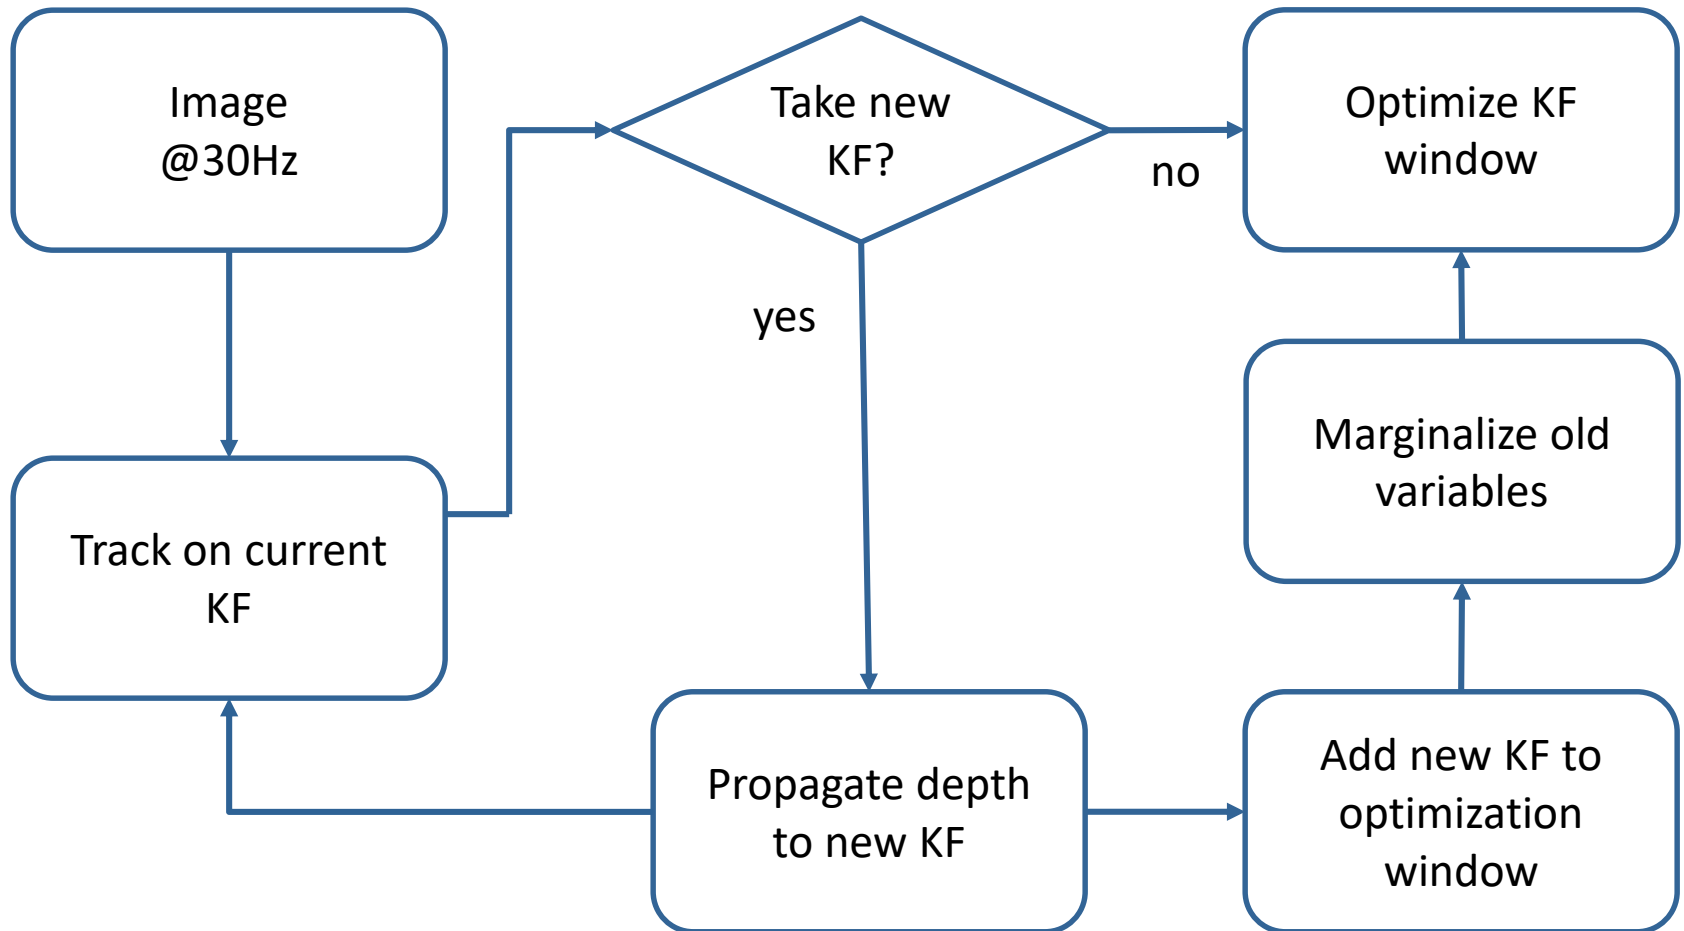 Image
@30Hz
Take new
KF?
no
Optimize KF
window
yes
Marginalize old
variables
Track on current
KF
Propagate depth
to new KF
Add new KF to
optimization
window